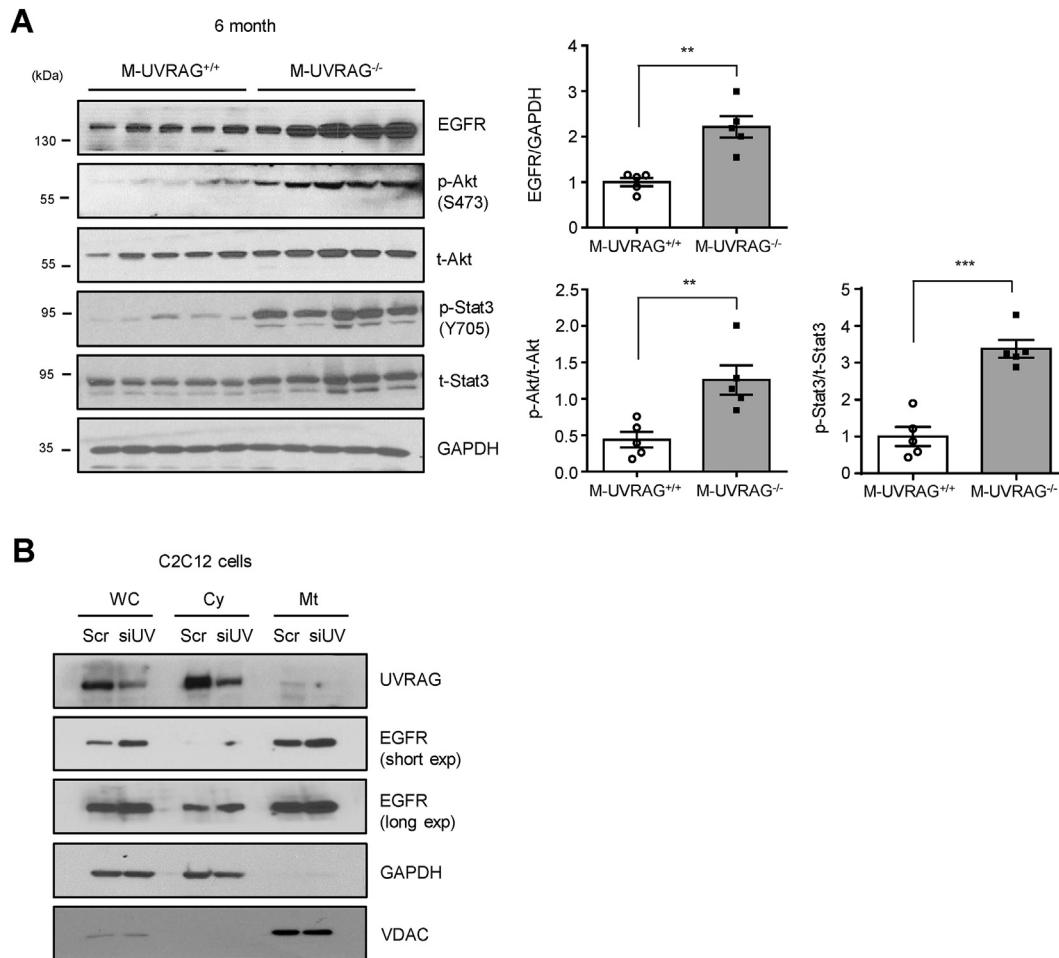 A
6 month
(kDa)
M-UVRAG+/+
M-UVRAG-/-
EGFR
130
p-Akt
(S473)
55
t-Akt
55
p-Stat3
(Y705)
95
t-Stat3
95
GAPDH
35
EGFR/GAPDH
4
3
2
1
0
**
M-UVRAG+/+
M-UVRAG-/-
p-Akt/t-Akt
2.5
2.0
1.5
1.0
0.5
0.0
**
M-UVRAG+/+
M-UVRAG-/-
p-Stat3/t-Stat3
5
4
3
2
1
0
***
M-UVRAG+/+
M-UVRAG-/-
B
C2C12 cells
WC Cy Mt
Scr siUV Scr siUV Scr siUV
UVRAG
EGFR
(short exp)
EGFR
(long exp)
GAPDH
VDAC